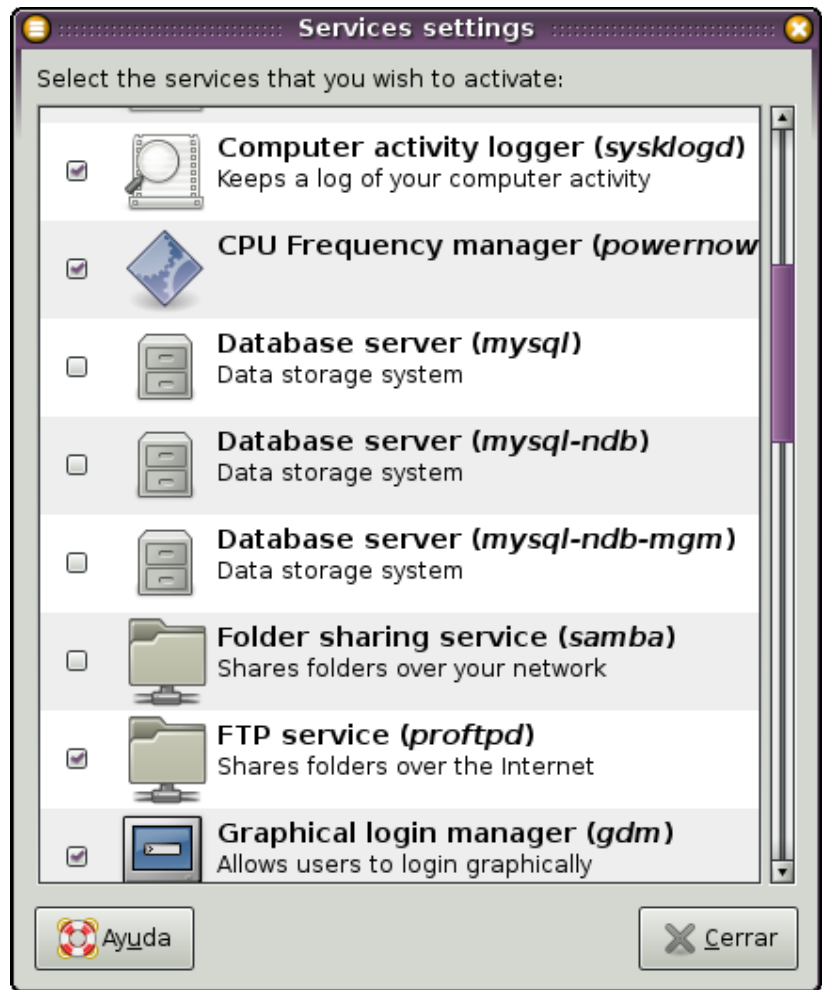 Services settings
Select the services that you wish to activate:
Computer activity logger (sysklogd)
Keeps a log of your computer activity
CPU Frequency manager (powernow
Database server (mysql)
Data storage system
Database server (mysql-ndb)
Data storage system
Database server (mysql-ndb-mgm)
Data storage system
Folder sharing service (samba)
Shares folders over your network
FTP service (proftpd)
Shares folders over the Internet
Graphical login manager (gdm)
Allows users to login graphically
Ayuda
Cerrar